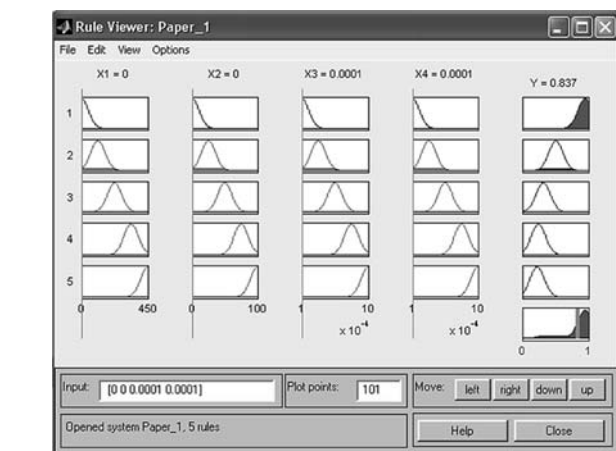 Rule Viewer: Paper_1
File Edit View Options
X1 = 0 X2 = 0 X3 = 0.0001 X4 = 0.0001 Y = 0.837
1
2
3
4
5
0 450 0 100 1 10 1 10
x 10^-4 x 10^-4
0 1
Input: [0 0 0.0001 0.0001] Plot points: 101 Move: left right down up
Opened system Paper_1, 5 rules Help Close